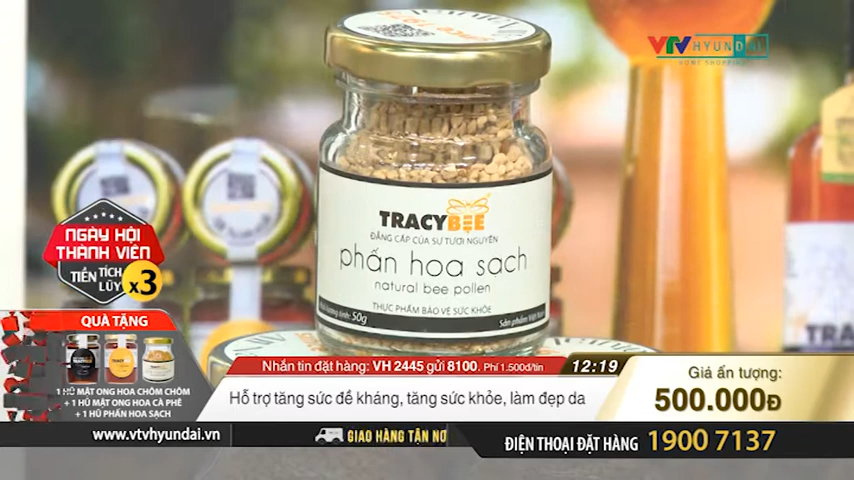 VTV HYUNDAI
HOME SHOPPING
TRACYBEE
ĐẲNG CẤP CỦA SỰ TƯƠI NGUYÊN
phấn hoa sạch
natural bee pollen
THỰC PHẨM BẢO VỆ SỨC KHỎE
50g
Sản phẩm Việt Nam
NGÀY HỘI
THÀNH VIÊN
TIỀN TÍCH LŨY x3
QUÀ TẶNG
1 HŨ MẬT ONG HOA CHÔM CHÔM
+ 1 HŨ MẬT ONG HOA CÀ PHÊ
+ 1 HŨ PHẤN HOA SẠCH
Nhắn tin đặt hàng: VH 2445 gửi 8100. Phí 1.500đ/tin
12:19
Hỗ trợ tăng sức đề kháng, tăng sức khỏe, làm đẹp da
Giá ấn tượng:
500.000Đ
www.vtvhyundai.vn
GIAO HÀNG TẬN NƠ
ĐIỆN THOẠI ĐẶT HÀNG 1900 7137